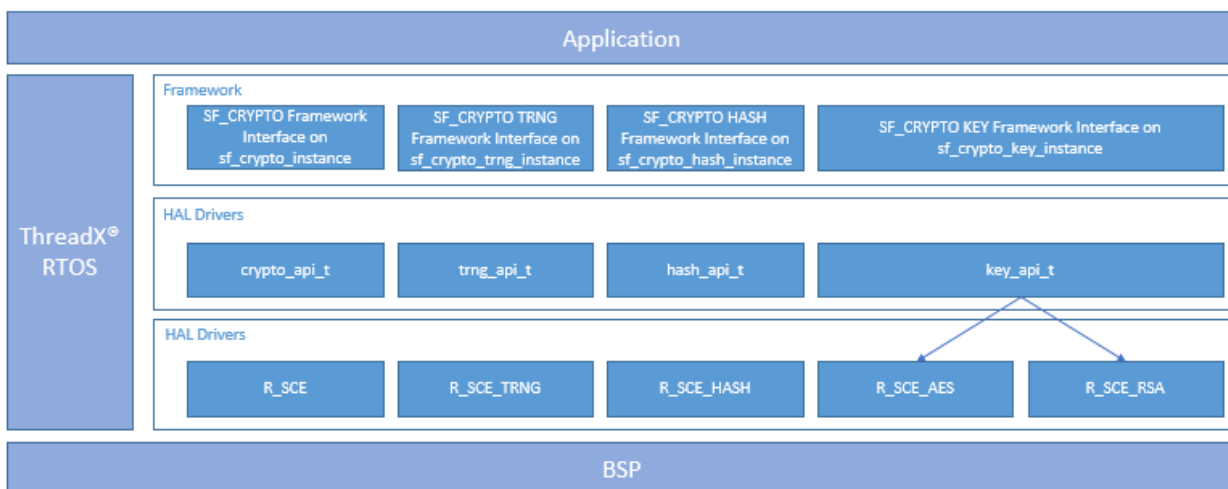 Application
ThreadX®
RTOS
Framework
SF_CRYPTO Framework
Interface on
sf_crypto_instance
SF_CRYPTO TRNG
Framework Interface on
sf_crypto_trng_instance
SF_CRYPTO HASH
Framework Interface on
sf_crypto_hash_instance
SF_CRYPTO KEY Framework Interface on
sf_crypto_key_instance
HAL Drivers
crypto_api_t
trng_api_t
hash_api_t
key_api_t
HAL Drivers
R_SCE
R_SCE_TRNG
R_SCE_HASH
R_SCE_AES
R_SCE_RSA
BSP